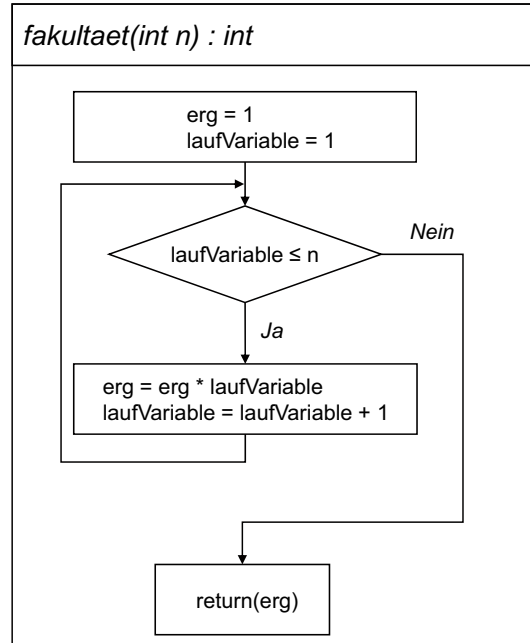 fakultaet(int n) : int
erg = 1
laufVariable = 1
laufVariable ≤ n
Nein
Ja
erg = erg * laufVariable
laufVariable = laufVariable + 1
return(erg)